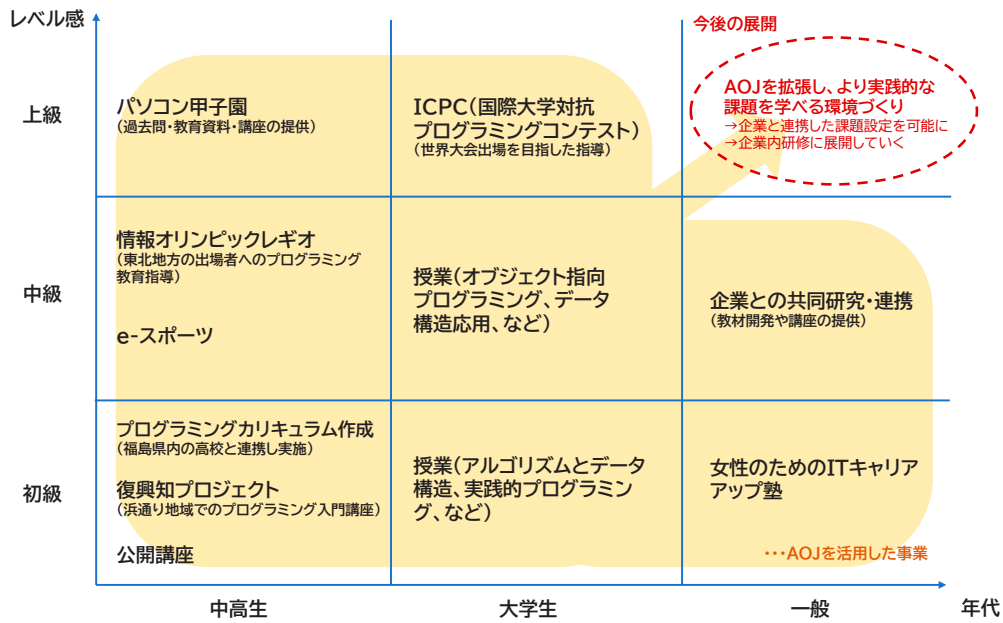 レベル感
今後の展開
上級
パソコン甲子園
(過去問・教育資料・講座の提供)
ICPC(国際大学対抗
プログラミングコンテスト)
(世界大会出場を目指した指導)
AOJを拡張し、より実践的な
課題を学べる環境づくり
→企業と連携した課題設定を可能に
→企業内研修に展開していく
中級
情報オリンピックレギオ
(東北地方の出場者へのプログラミング
教育指導)
e-スポーツ
授業(オブジェクト指向
プログラミング、データ
構造応用、など)
企業との共同研究・連携
(教材開発や講座の提供)
初級
プログラミングカリキュラム作成
(福島県内の高校と連携し実施)
復興知プロジェクト
(浜通り地域でのプログラミング入門講座)
公開講座
授業(アルゴリズムとデータ
構造、実践的プログラミン
グ、など)
女性のためのITキャリア
アップ塾
･･･AOJを活用した事業
中高生
大学生
一般
年代